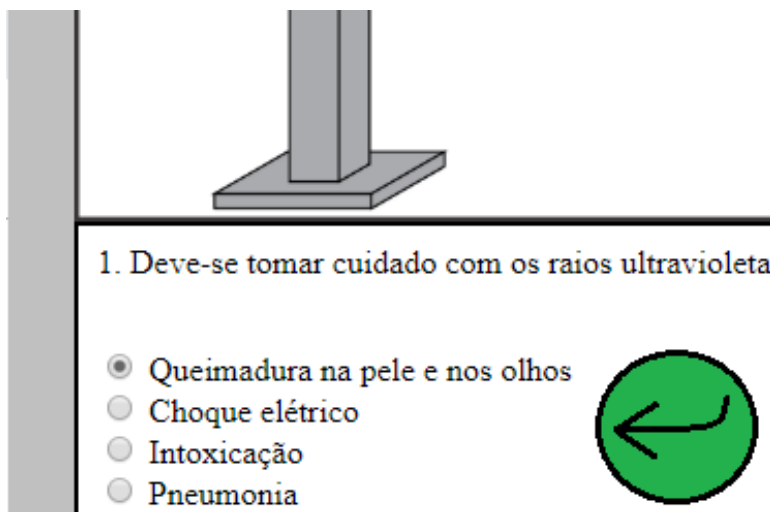 1. Deve-se tomar cuidado com os raios ultravioleta
Queimadura na pele e nos olhos
Choque elétrico
Intoxicação
Pneumonia